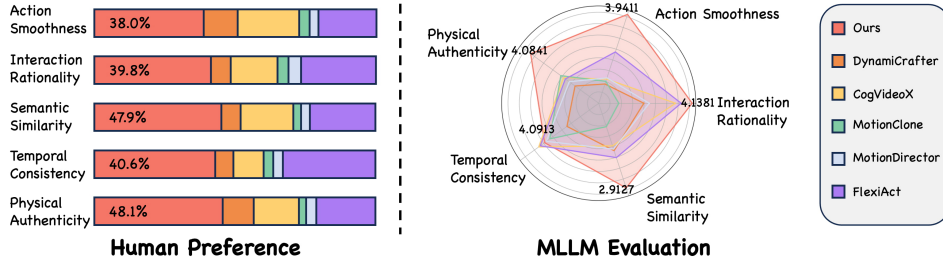 Action
Smoothness
38.0%
Interaction
Rationality
39.8%
Semantic
Similarity
47.9%
Temporal
Consistency
40.6%
Physical
Authenticity
48.1%
Human Preference
3.9411
Action Smoothness
Physical
Authenticity
4.0841
4.1381
Interaction
Rationality
4.0913
Temporal
Consistency
2.9127
Semantic
Similarity
MLLM Evaluation
Ours
DynamiCrafter
CogVideoX
MotionClone
MotionDirector
FlexiAct